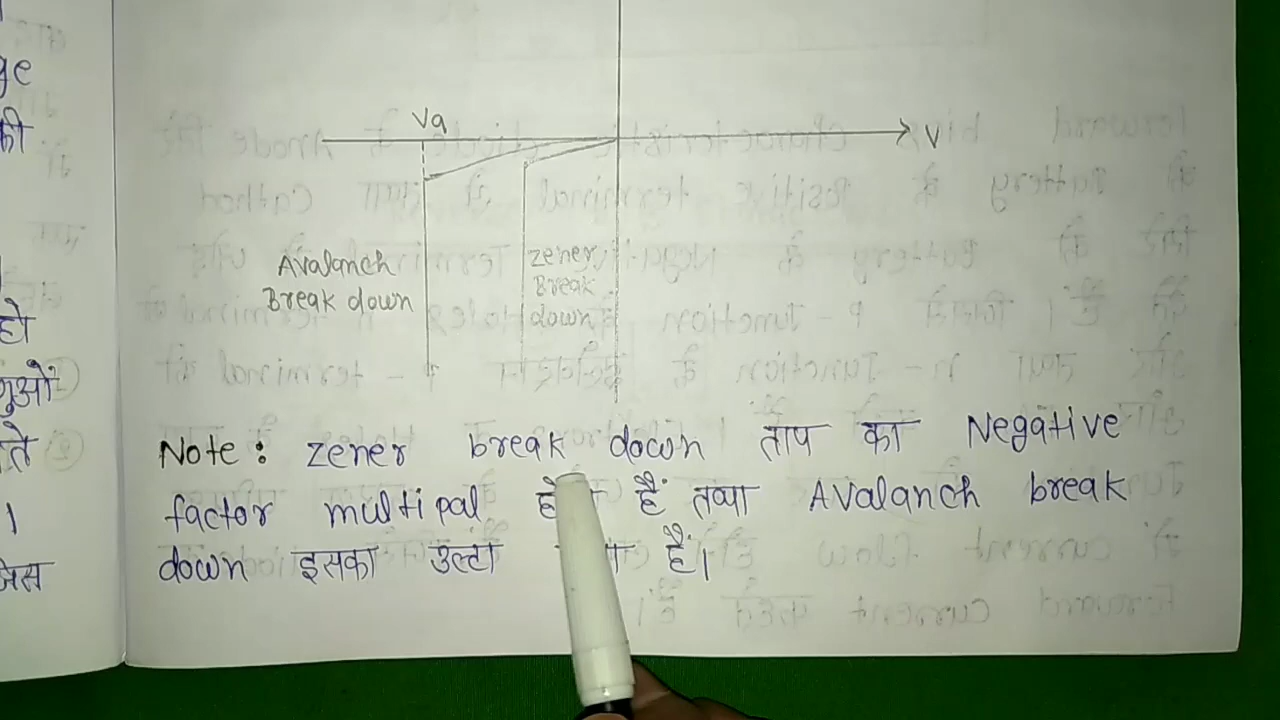 ge
की
हो
ते
।
जिस
Va
V
Avalanch
Break down
zener
Break
down
Note: zener break down ताप का Negative
factor multipal है तथा AValanch break
down इसका उल्टा है।